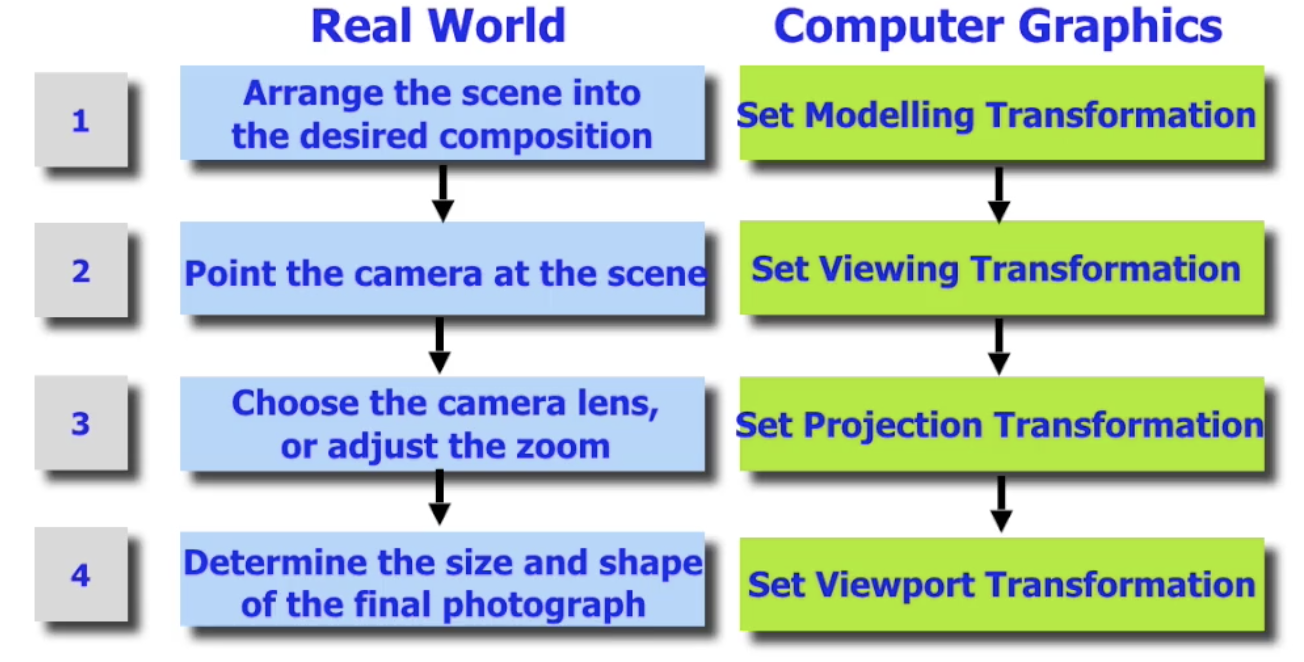 Real World
Computer Graphics
1
Arrange the scene into
the desired composition
Set Modelling Transformation
2
Point the camera at the scene
Set Viewing Transformation
3
Choose the camera lens,
or adjust the zoom
Set Projection Transformation
4
Determine the size and shape
of the final photograph
Set Viewport Transformation